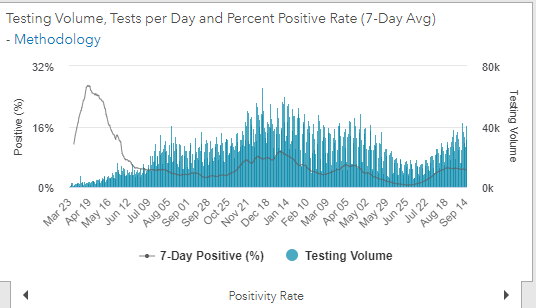 Testing Volume, Tests per Day and Percent Positive Rate (7-Day Avg)
- Methodology
32%
80k
16%
40k
0%
0k
Positive (%)
Testing Volume
Mar 23
Apr 19
May 16
Jun 12
Jul 09
Aug 05
Sep 01
Sep 28
Oct 25
Nov 21
Dec 18
Jan 14
Feb 10
Mar 09
Apr 05
May 02
May 29
Jun 25
Jul 22
Aug 18
Sep 14
7-Day Positive (%)
Testing Volume
Positivity Rate